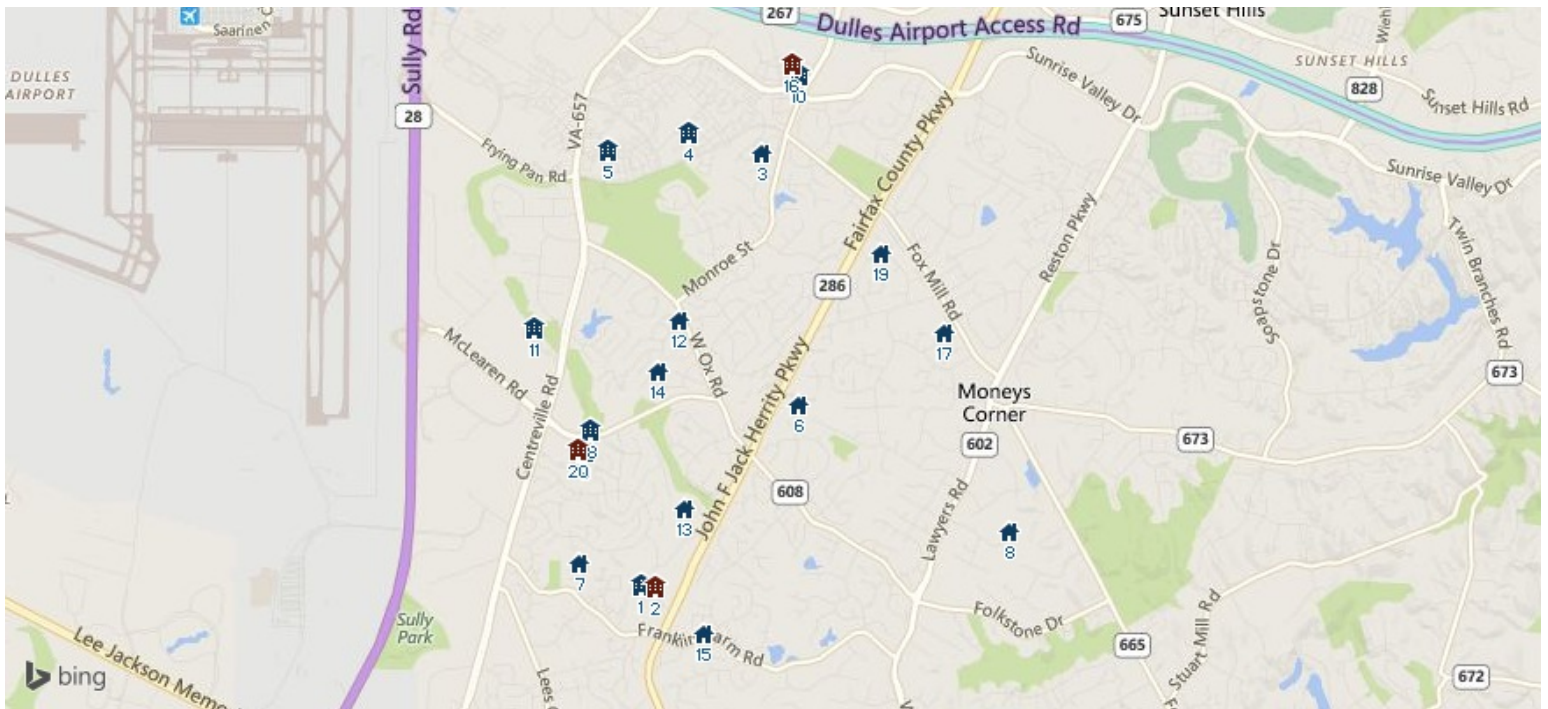 Saarinen C
267
Dulles Airport Access Rd
675
Sunset Hills
Wiehl
Sully Rd
DULLES
AIRPORT
28
VA-657
16
10
SUNSET HILLS
828
Sunset Hills Rd
Sunrise Valley Dr
Frying Pan Rd
5
4
3
Fairfax County Pkwy
Sunrise Valley Dr
Twin Branches Rd
Reston Pkwy
Soapstone Dr
Fox Mill Rd
19
Monroe St
286
12
W Ox Rd
11
17
McLearen Rd
14
Centreville Rd
John F Jack Herrity Pkwy
6
Moneys
Corner
673
673
602
20
608
13
Lawyers Rd
8
7
1
2
Folkstone Dr
Sully
Park
Franklin Farm Rd
15
665
Stuart Mill Rd
672
Lees
Lee Jackson Memo
bing